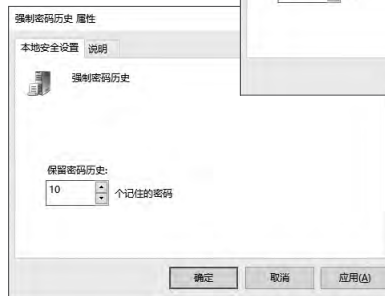 强制密码历史 属性
本地安全设置 说明
强制密码历史
保留密码历史:
10 个记住的密码
确定 取消 应用(A)